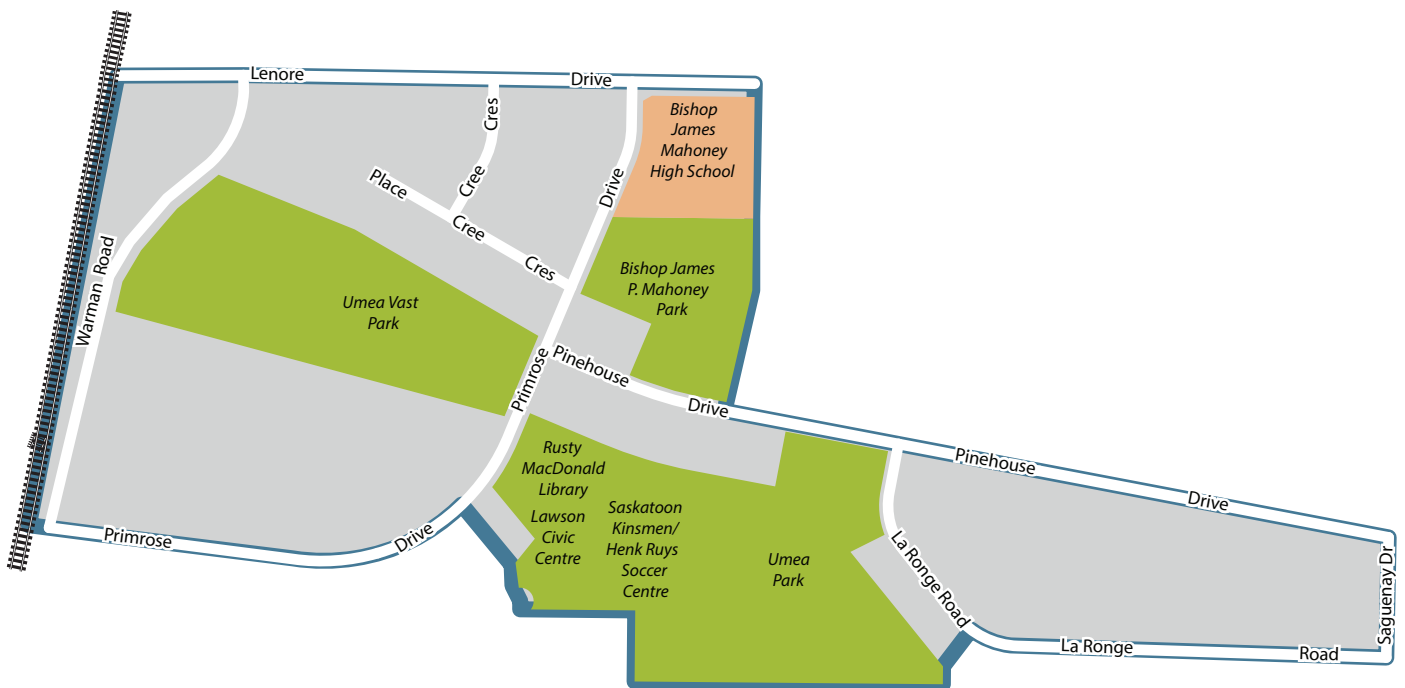 Lenore Drive
Cres
Cree
Place
Cree
Cres
Drive
Bishop
James
Mahoney
High School
Bishop James
P. Mahoney
Park
Umea Vast
Park
Warman Road
Primrose
Pinehouse
Drive
Pinehouse
Drive
Rusty
MacDonald
Library
Lawson
Civic
Centre
Saskatoon
Kinsmen/
Henk Ruys
Soccer
Centre
Umea
Park
Primrose
Drive
La Ronge Road
La Ronge
Road
Saguenay Dr